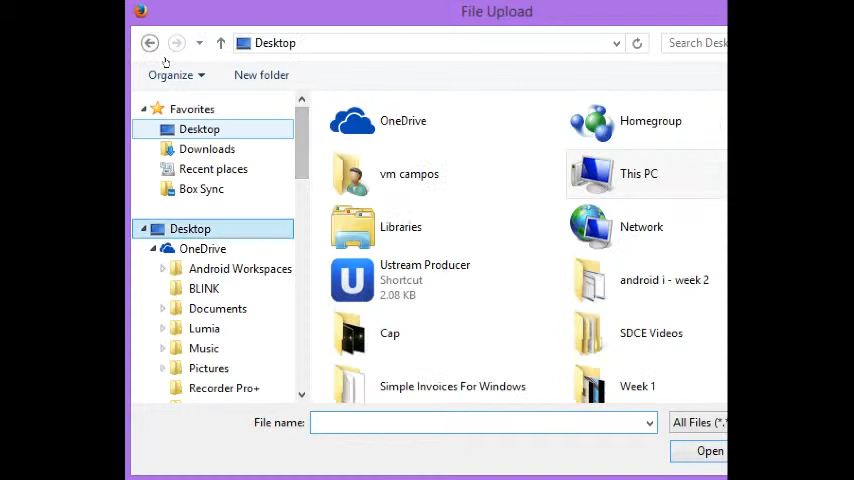 File Upload
Desktop
Search Desk
Organize
New folder
Favorites
Desktop
Downloads
Recent places
Box Sync
Desktop
OneDrive
Android Workspaces
BLINK
Documents
Lumia
Music
Pictures
Recorder Pro+
OneDrive
Homegroup
vm campos
This PC
Libraries
Network
U
Ustream Producer
Shortcut
2.08 KB
android i - week 2
Cap
SDCE Videos
Simple Invoices For Windows
Week 1
File name:
All Files (*.*
Open